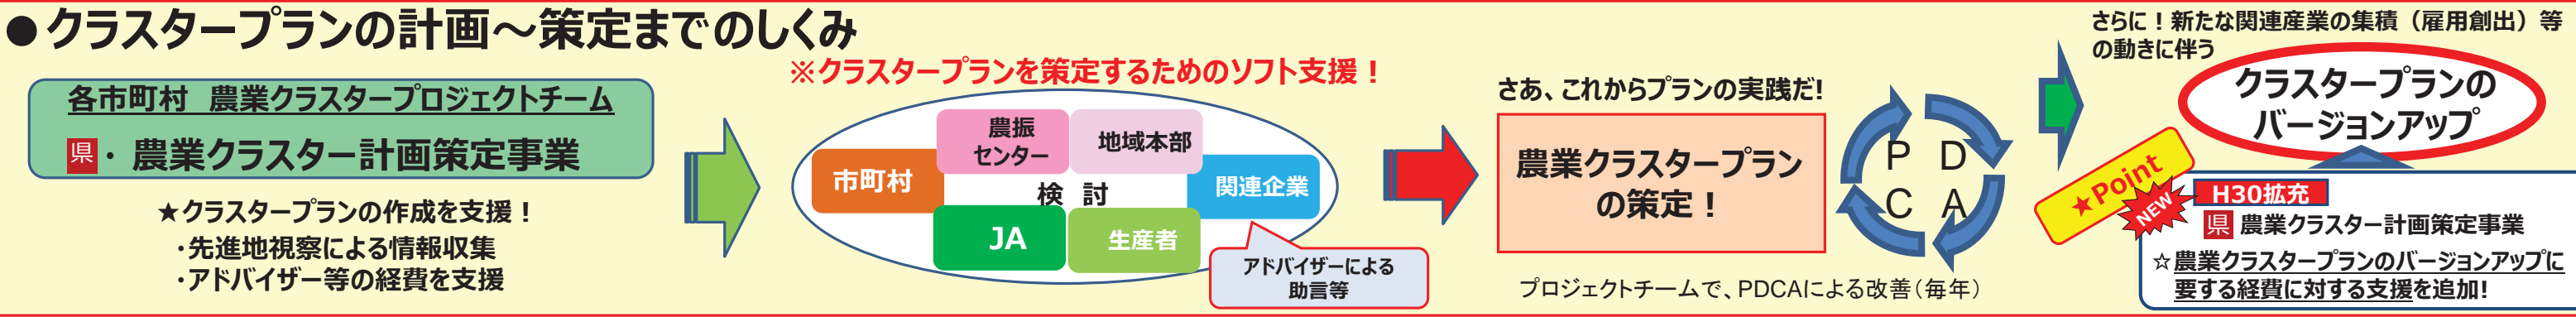 ●クラスタープランの計画～策定までのしくみ
各市町村　農業クラスタープロジェクトチーム
県・農業クラスター計画策定事業
★クラスタープランの作成を支援！
・先進地視察による情報収集
・アドバイザー等の経費を支援
※クラスタープランを策定するためのソフト支援！
農振
センター
地域本部
市町村
検　討
関連企業
JA
生産者
アドバイザーによる
助言等
さあ、これからプランの実践だ!
農業クラスタープラン
の策定！
P D
C A
プロジェクトチームで、PDCAによる改善（毎年）
さらに！新たな関連産業の集積（雇用創出）等
の動きに伴う
クラスタープランの
バージョンアップ
★Point
NEW
H30拡充
県 農業クラスター計画策定事業
☆農業クラスタープランのバージョンアップに
要する経費に対する支援を追加!